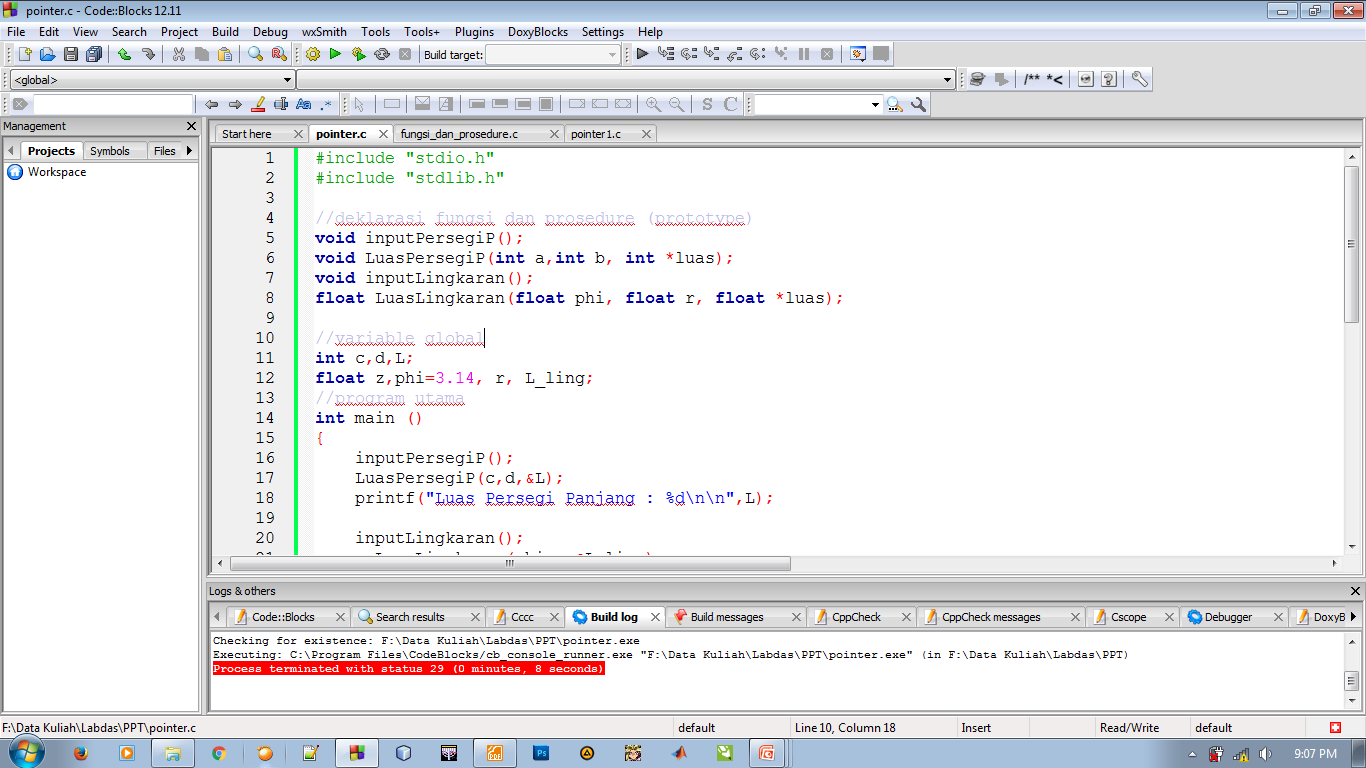 pointer.c - Code::Blocks 12.11
File Edit View Search Project Build Debug wxSmith Tools Tools+ Plugins DoxyBlocks Settings Help
Build target:
<global>
/** *<
Aa .*
S C
Management
Projects Symbols Files
Workspace
Start here pointer.c fungsi_dan_prosedure.c pointer1.c
1 #include "stdio.h"
2 #include "stdlib.h"
3
4 //deklarasi fungsi dan prosedure (prototype)
5 void inputPersegiP();
6 void LuasPersegiP(int a,int b, int *luas);
7 void inputLingkaran();
8 float LuasLingkaran(float phi, float r, float *luas);
9
10 //variable global
11 int c,d,L;
12 float z,phi=3.14, r, L_ling;
13 //program utama
14 int main ()
15 {
16 inputPersegiP();
17 LuasPersegiP(c,d,&L);
18 printf("Luas Persegi Panjang : %d\n\n",L);
19
20 inputLingkaran();
Logs & others
Code::Blocks Search results Cccc Build log Build messages CppCheck CppCheck messages Cscope Debugger DoxyB
Checking for existence: F:\Data Kuliah\Labdas\PPT\pointer.exe
Executing: C:\Program Files\CodeBlocks/cb_console_runner.exe "F:\Data Kuliah\Labdas\PPT\pointer.exe" (in F:\Data Kuliah\Labdas\PPT)
Process terminated with status 29 (0 minutes, 8 seconds)
F:\Data Kuliah\Labdas\PPT\pointer.c default Line 10, Column 18 Insert Read/Write default
9:07 PM